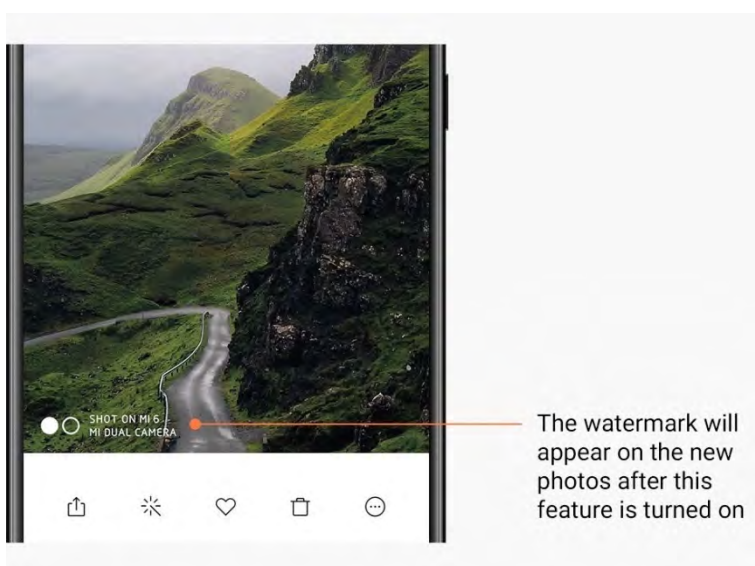 SHOT ON MI 6
MI DUAL CAMERA
The watermark will
appear on the new
photos after this
feature is turned on